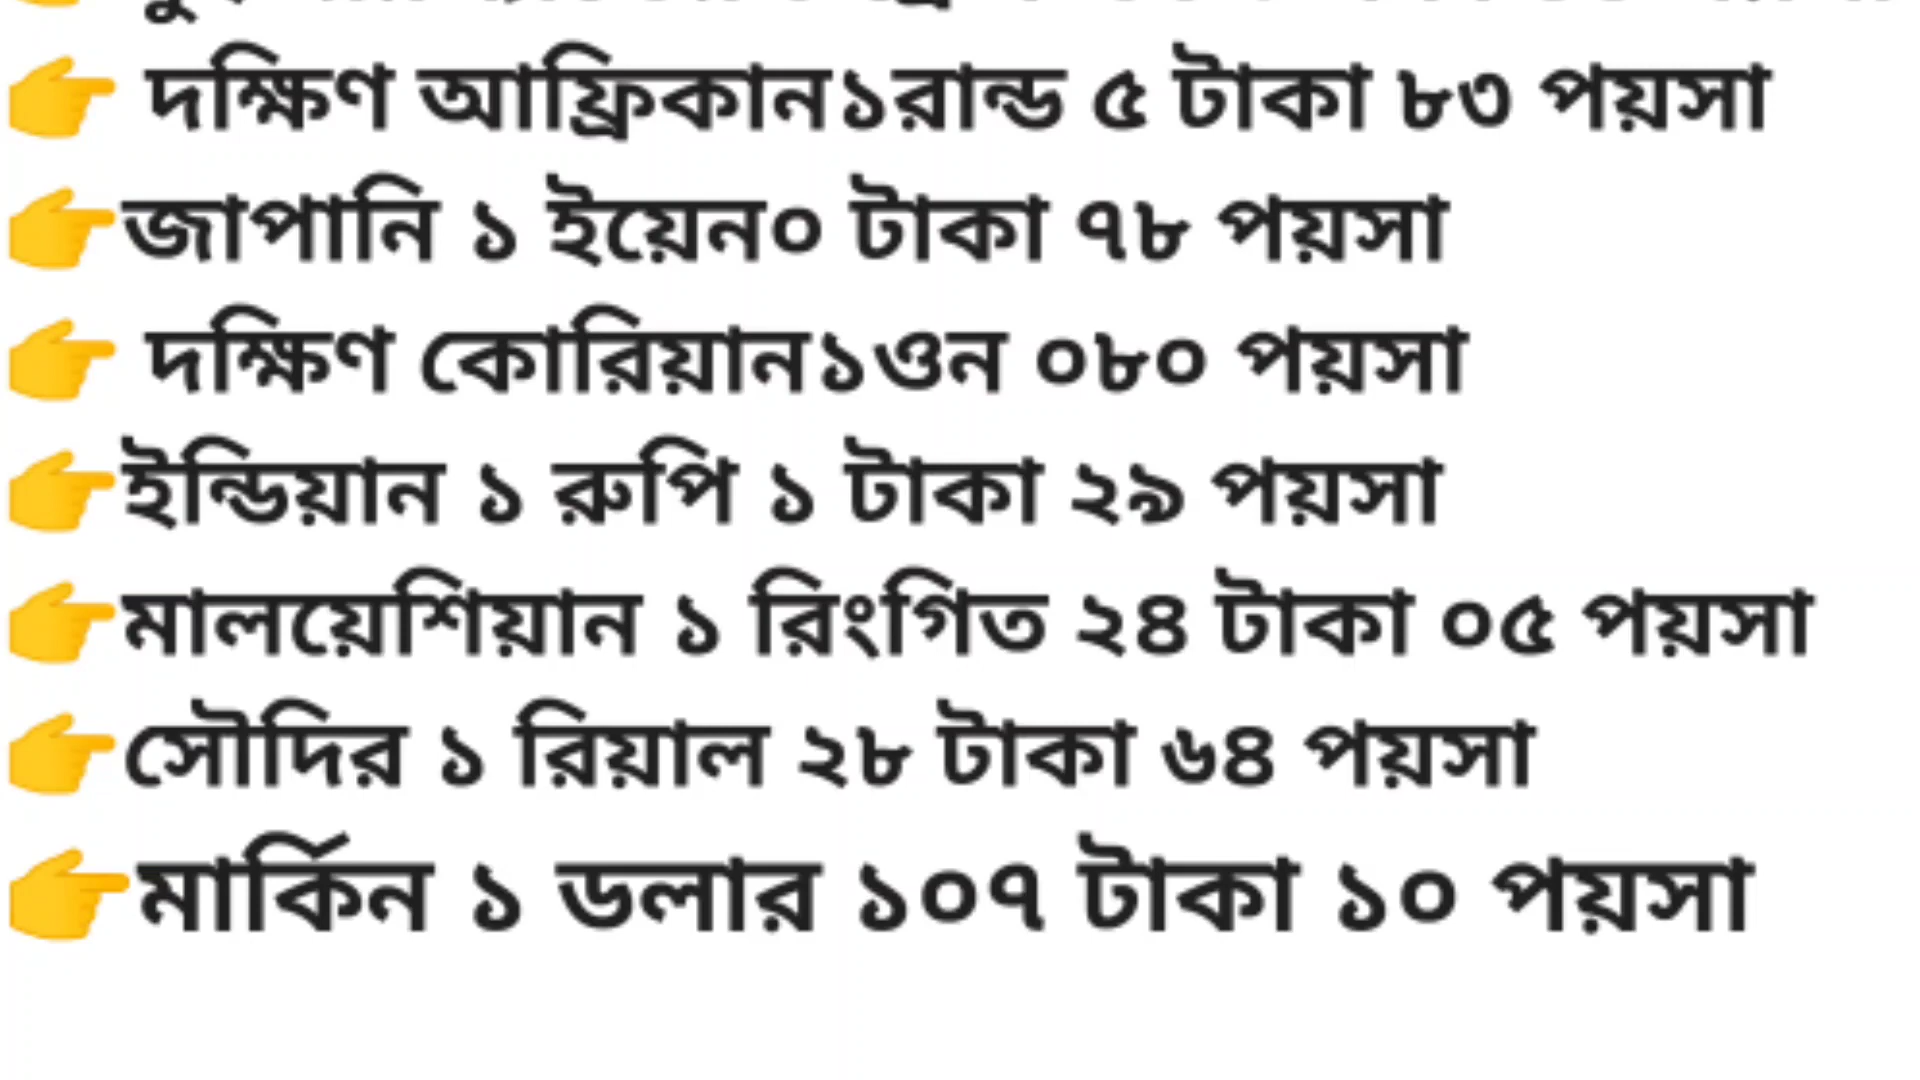 👉 দক্ষিণ আফ্রিকান১রান্ড ৫ টাকা ৮৩ পয়সা
👉জাপানি ১ ইয়েন০ টাকা ৭৮ পয়সা
👉 দক্ষিণ কোরিয়ান১ওন ০৮০ পয়সা
👉ইন্ডিয়ান ১ রুপি ১ টাকা ২৯ পয়সা
👉মালয়েশিয়ান ১ রিংগিত ২৪ টাকা ০৫ পয়সা
👉সৌদির ১ রিয়াল ২৮ টাকা ৬৪ পয়সা
👉মার্কিন ১ ডলার ১০৭ টাকা ১০ পয়সা